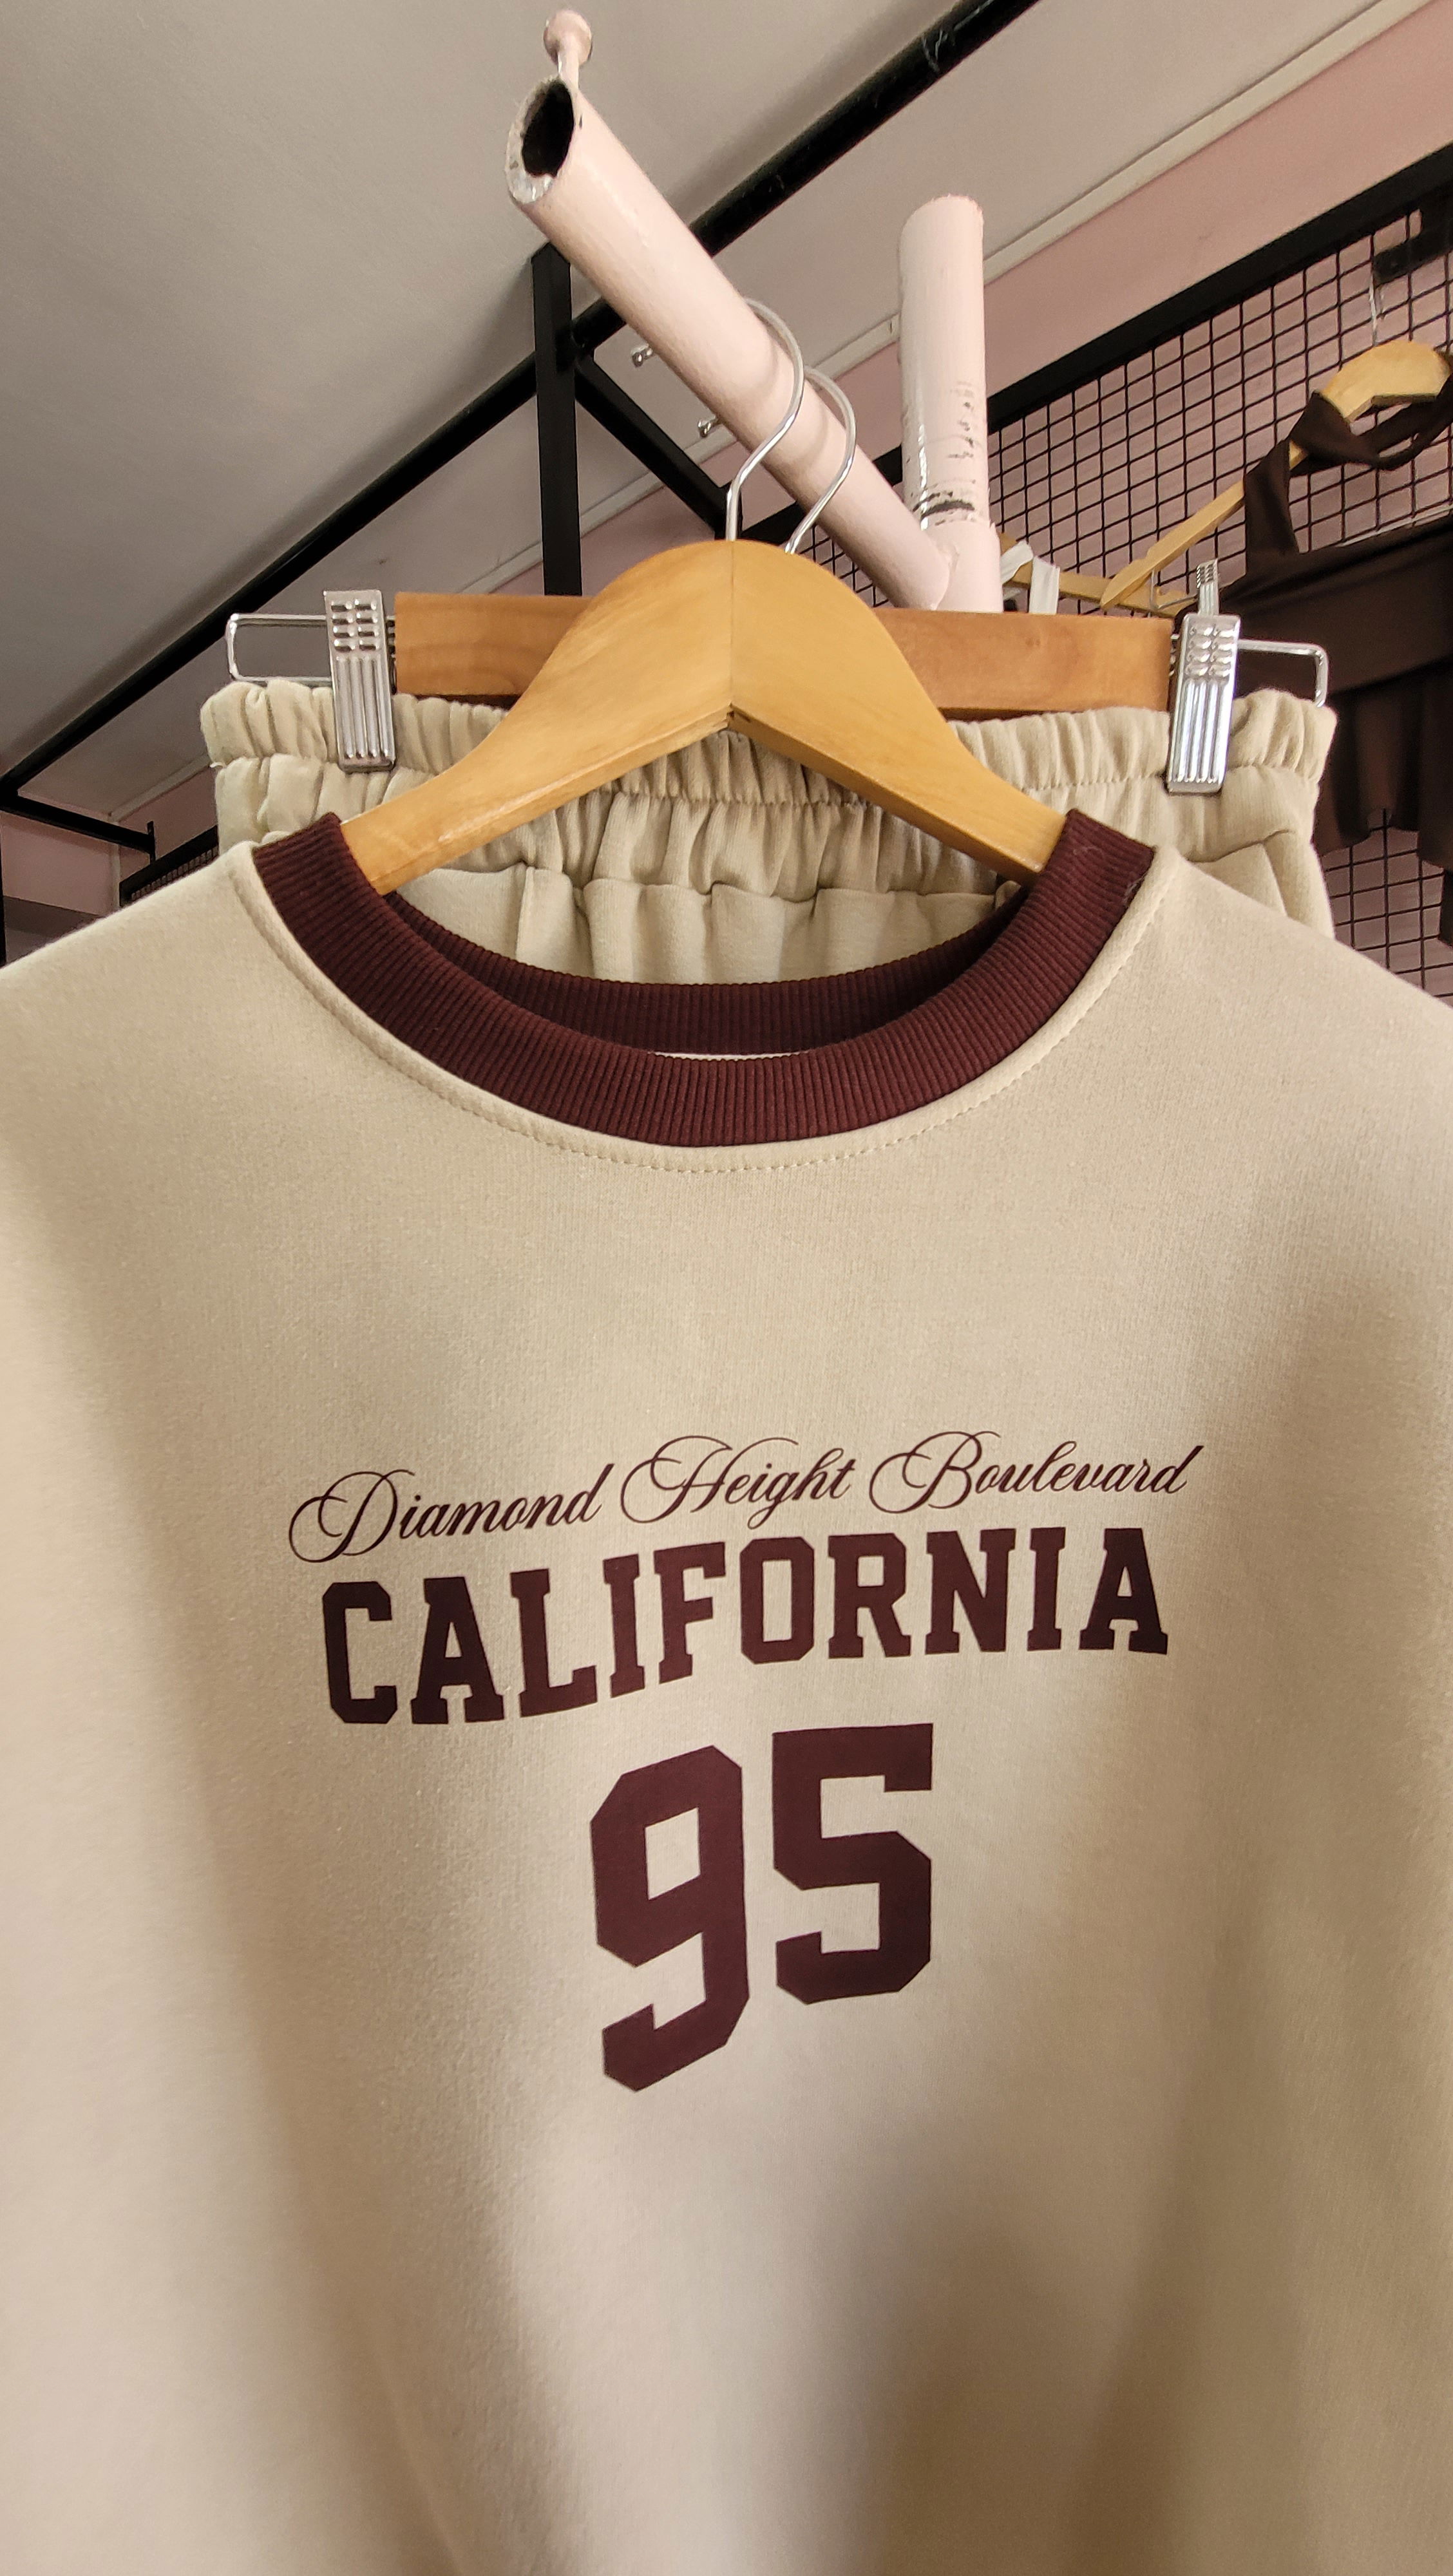 Diamond Height Boulevard
CALIFORNIA
95